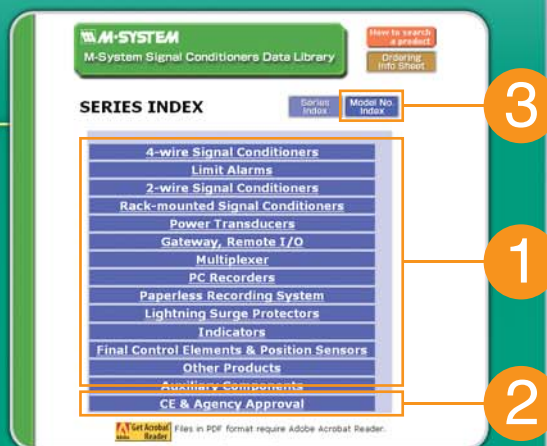 M-SYSTEM
M-System Signal Conditioners Data Library
How to search
a product
Ordering
Info Sheet
SERIES INDEX
Series
Index
Model No.
Index
3
4-wire Signal Conditioners
Limit Alarms
2-wire Signal Conditioners
Rack-mounted Signal Conditioners
Power Transducers
Gateway, Remote I/O
Multiplexer
PC Recorders
Paperless Recording System
Lightning Surge Protectors
Indicators
Final Control Elements & Position Sensors
Other Products
Auxiliary Components
CE & Agency Approval
1
2
Get Acrobat
Reader
Adobe
Files in PDF format require Adobe Acrobat Reader.